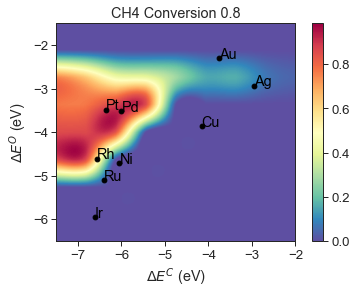 CH4 Conversion 0.8
−2
−3
−4
−5
−6
ΔE^O (eV)
Au
Ag
Pt
Pd
Cu
Rh
Ni
Ru
Ir
−7
−6
−5
−4
−3
−2
ΔE^C (eV)
0.8
0.6
0.4
0.2
0.0